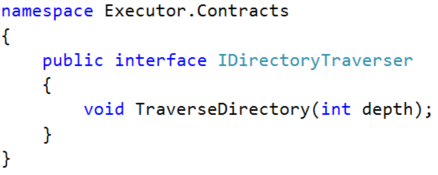 namespace Executor.Contracts
{
    public interface IDirectoryTraverser
    {
        void TraverseDirectory(int depth);
    }
}